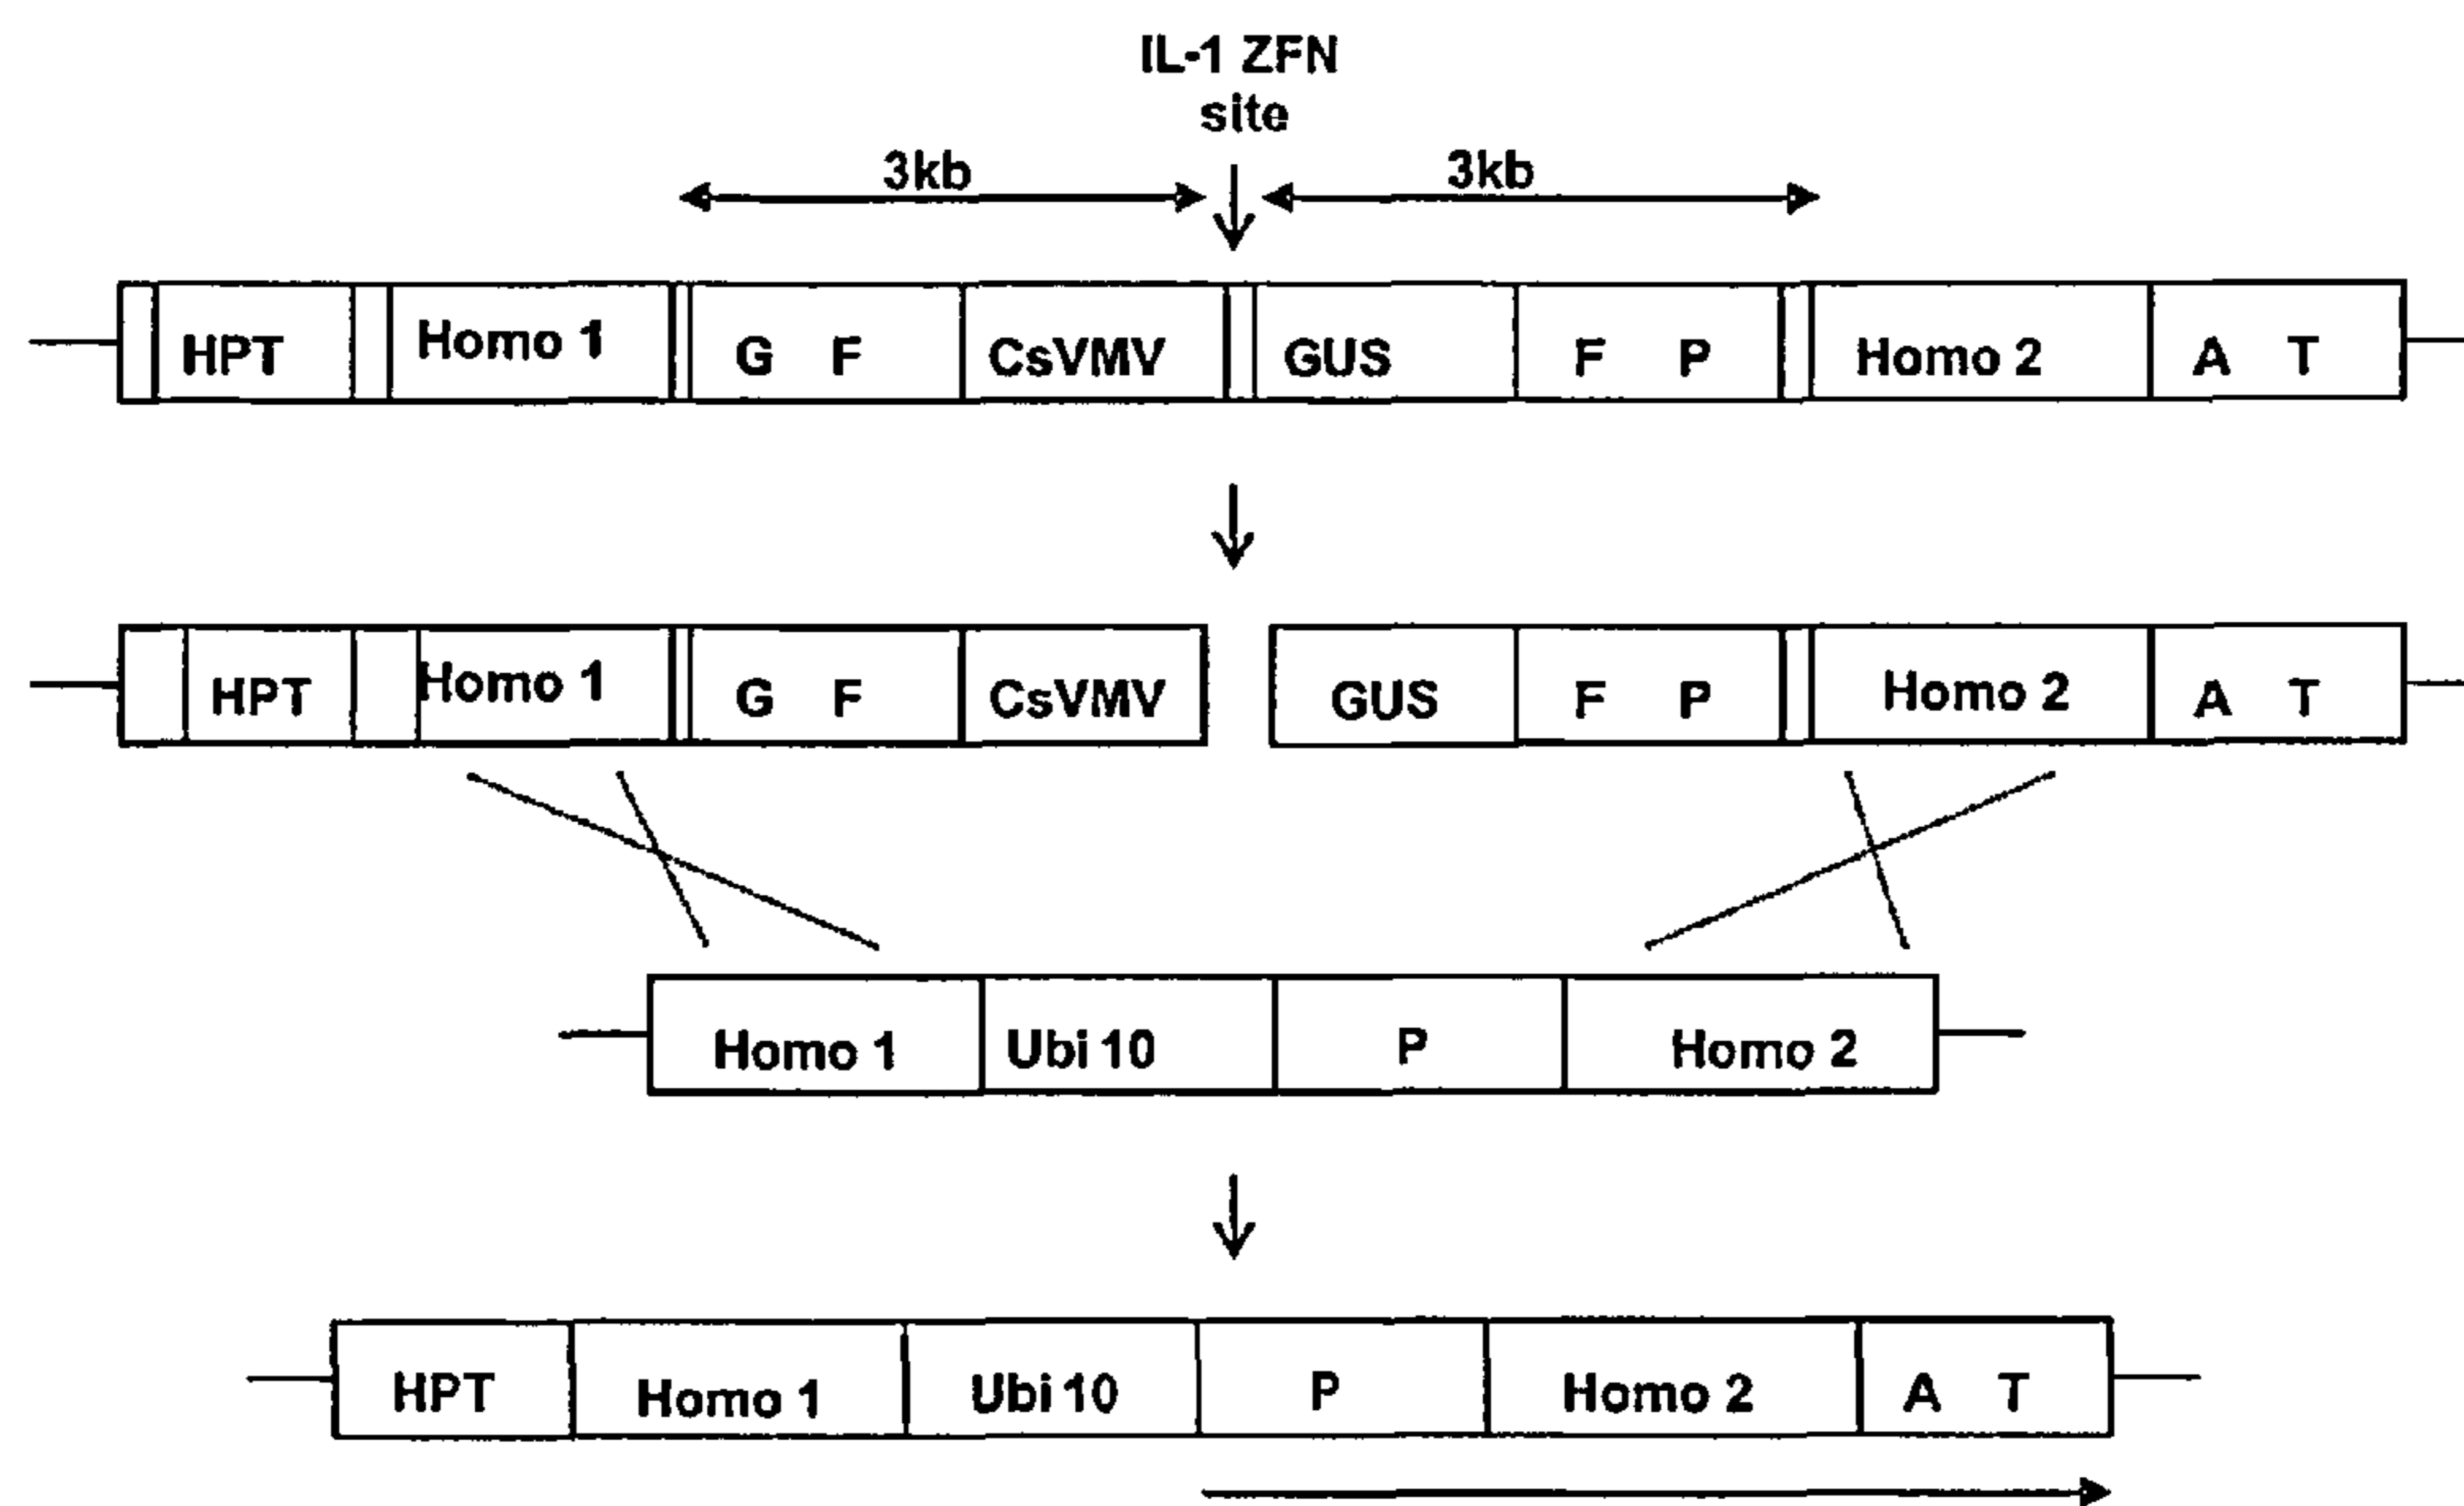 IL-1 ZFN
site
3kb 3kb
HPT Homo 1 G F CsVMV GUS F P Homo 2 A T
HPT Homo 1 G F CsVMV GUS F P Homo 2 A T
Homo 1 Ubi 10 P Homo 2
HPT Homo 1 Ubi 10 P Homo 2 A T